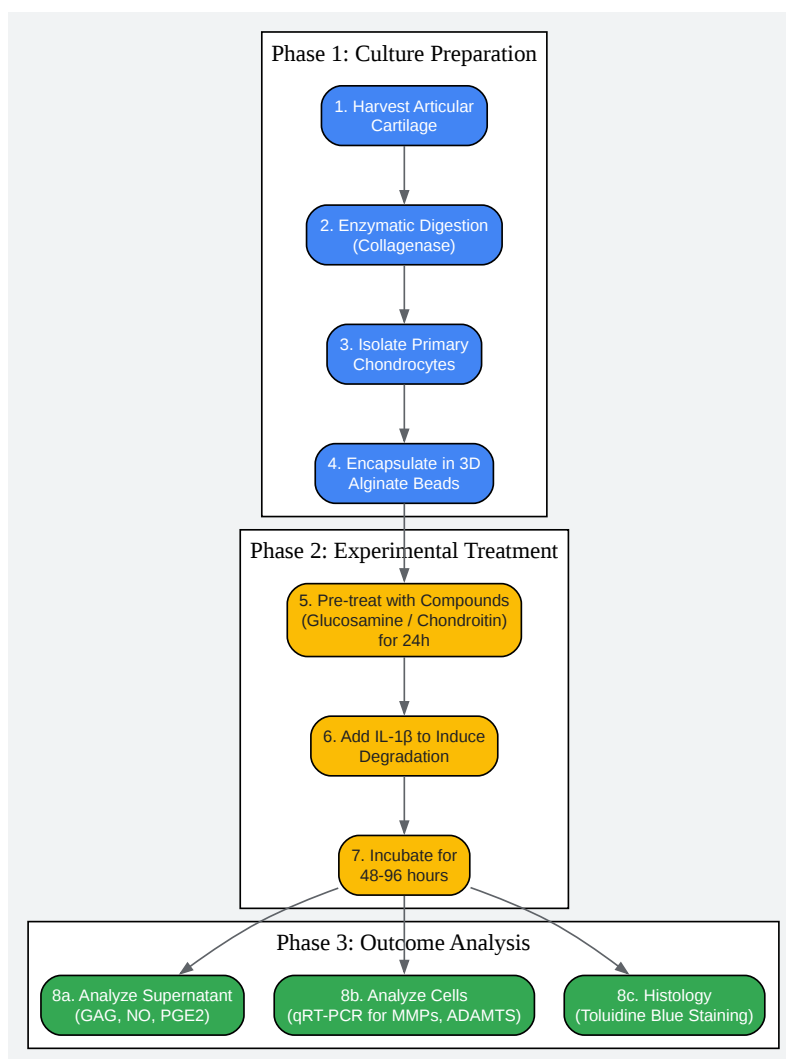 Phase 1: Culture Preparation
1. Harvest Articular
Cartilage
2. Enzymatic Digestion
(Collagenase)
3. Isolate Primary
Chondrocytes
4. Encapsulate in 3D
Alginate Beads
Phase 2: Experimental Treatment
5. Pre-treat with Compounds
(Glucosamine / Chondroitin)
for 24h
6. Add IL-1β to Induce
Degradation
7. Incubate for
48-96 hours
Phase 3: Outcome Analysis
8a. Analyze Supernatant
(GAG, NO, PGE2)
8b. Analyze Cells
(qRT-PCR for MMPs, ADAMTS)
8c. Histology
(Toluidine Blue Staining)